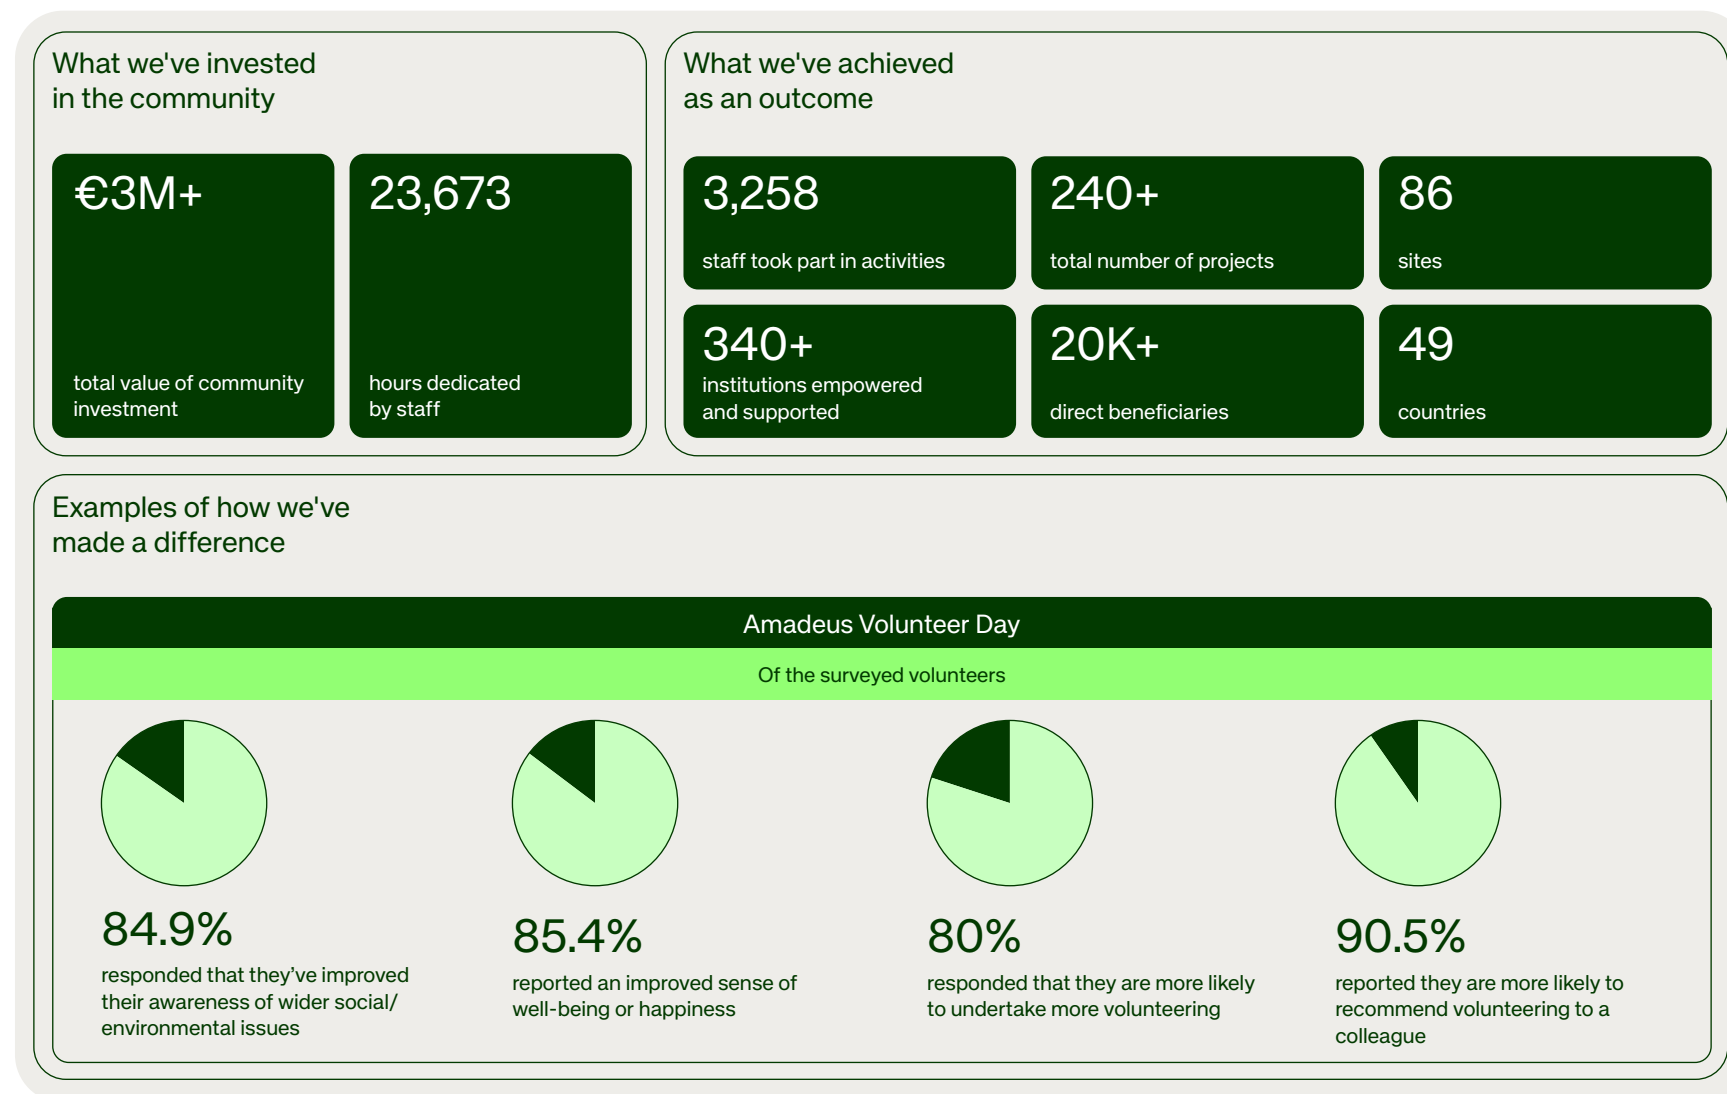 What we've invested
in the community
€3M+
total value of community
investment
23,673
hours dedicated
by staff
What we've achieved
as an outcome
3,258
staff took part in activities
240+
total number of projects
86
sites
340+
institutions empowered
and supported
20K+
direct beneficiaries
49
countries
Examples of how we've
made a difference
Amadeus Volunteer Day
Of the surveyed volunteers
84.9%
responded that they’ve improved
their awareness of wider social/
environmental issues
85.4%
reported an improved sense of
well-being or happiness
80%
responded that they are more likely
to undertake more volunteering
90.5%
reported they are more likely to
recommend volunteering to a
colleague